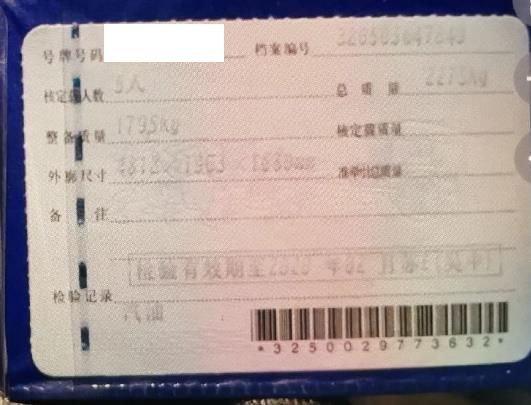 号牌号码 档案编号
核定载人数 5人 总质量 2275kg
整备质量 1795kg 核定载质量
外廓尺寸 准牵引总质量
备注
检验有效期至
检验记录
汽油
*3250029773632*